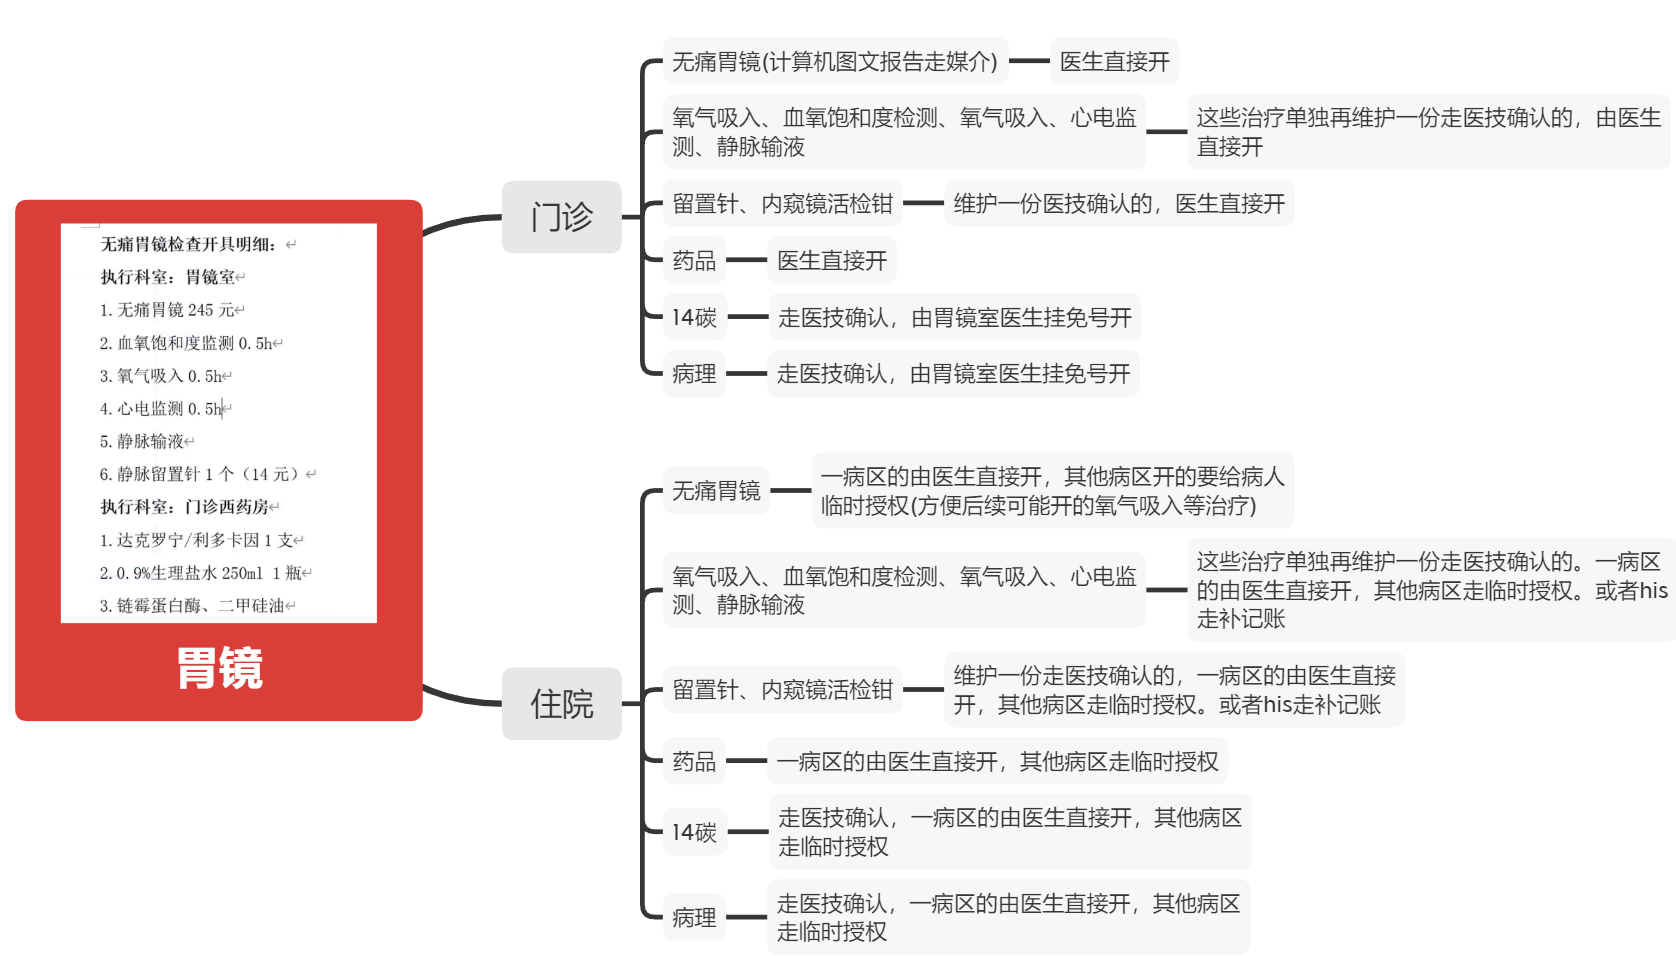 无痛胃镜检查开具明细：
执行科室：胃镜室
1.无痛胃镜 245 元
2.血氧饱和度监测 0.5h
3.氧气吸入 0.5h
4.心电监测 0.5h
5.静脉输液
6.静脉留置针 1 个（14 元）
执行科室：门诊西药房
1.达克罗宁/利多卡因 1 支
2.0.9%生理盐水 250ml 1 瓶
3.链霉蛋白酶、二甲硅油
胃镜
门诊
无痛胃镜(计算机图文报告走媒介)
医生直接开
氧气吸入、血氧饱和度检测、氧气吸入、心电监
测、静脉输液
这些治疗单独再维护一份走医技确认的，由医生
直接开
留置针、内窥镜活检钳
维护一份医技确认的，医生直接开
药品
医生直接开
14碳
走医技确认，由胃镜室医生挂免号开
病理
走医技确认，由胃镜室医生挂免号开
住院
无痛胃镜
一病区的由医生直接开，其他病区开的要给病人
临时授权(方便后续可能开的氧气吸入等治疗)
氧气吸入、血氧饱和度检测、氧气吸入、心电监
测、静脉输液
这些治疗单独再维护一份走医技确认的。一病区
的由医生直接开，其他病区走临时授权。或者his
走补记账
留置针、内窥镜活检钳
维护一份走医技确认的，一病区的由医生直接
开，其他病区走临时授权。或者his走补记账
药品
一病区的由医生直接开，其他病区走临时授权
14碳
走医技确认，一病区的由医生直接开，其他病区
走临时授权
病理
走医技确认，一病区的由医生直接开，其他病区
走临时授权